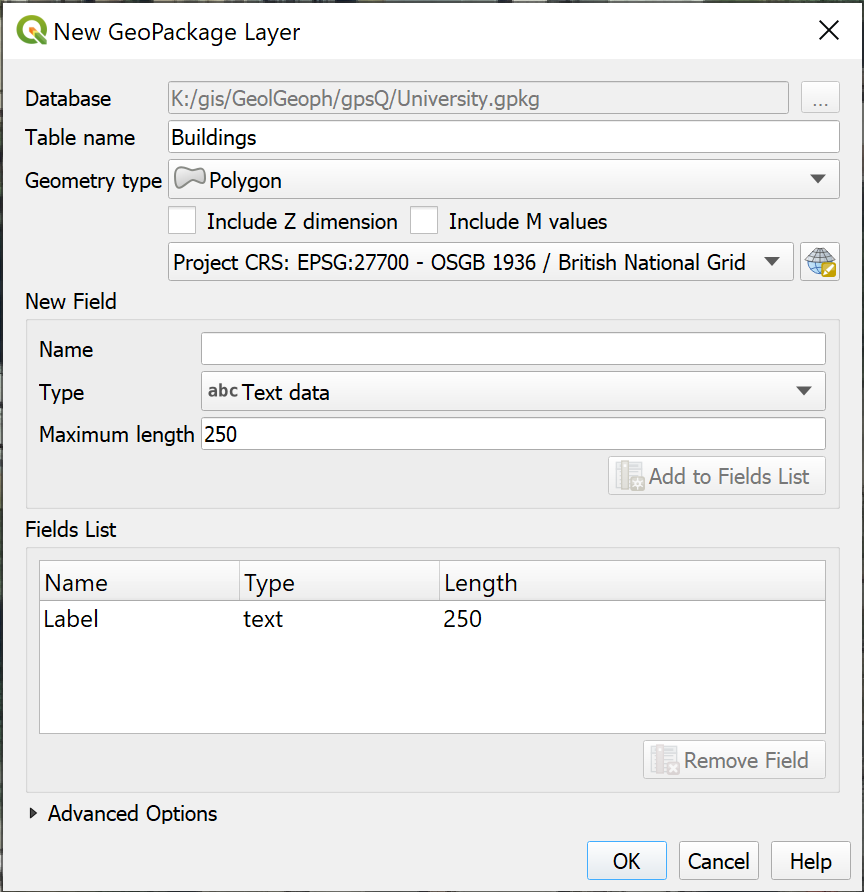 New GeoPackage Layer
Database K:/gis/GeolGeoph/gpsQ/University.gpkg ...
Table name Buildings
Geometry type Polygon
Include Z dimension Include M values
Project CRS: EPSG:27700 - OSGB 1936 / British National Grid
New Field
Name
Type abc Text data
Maximum length 250
Add to Fields List
Fields List
Name Type Length
Label text 250
Remove Field
Advanced Options
OK Cancel Help